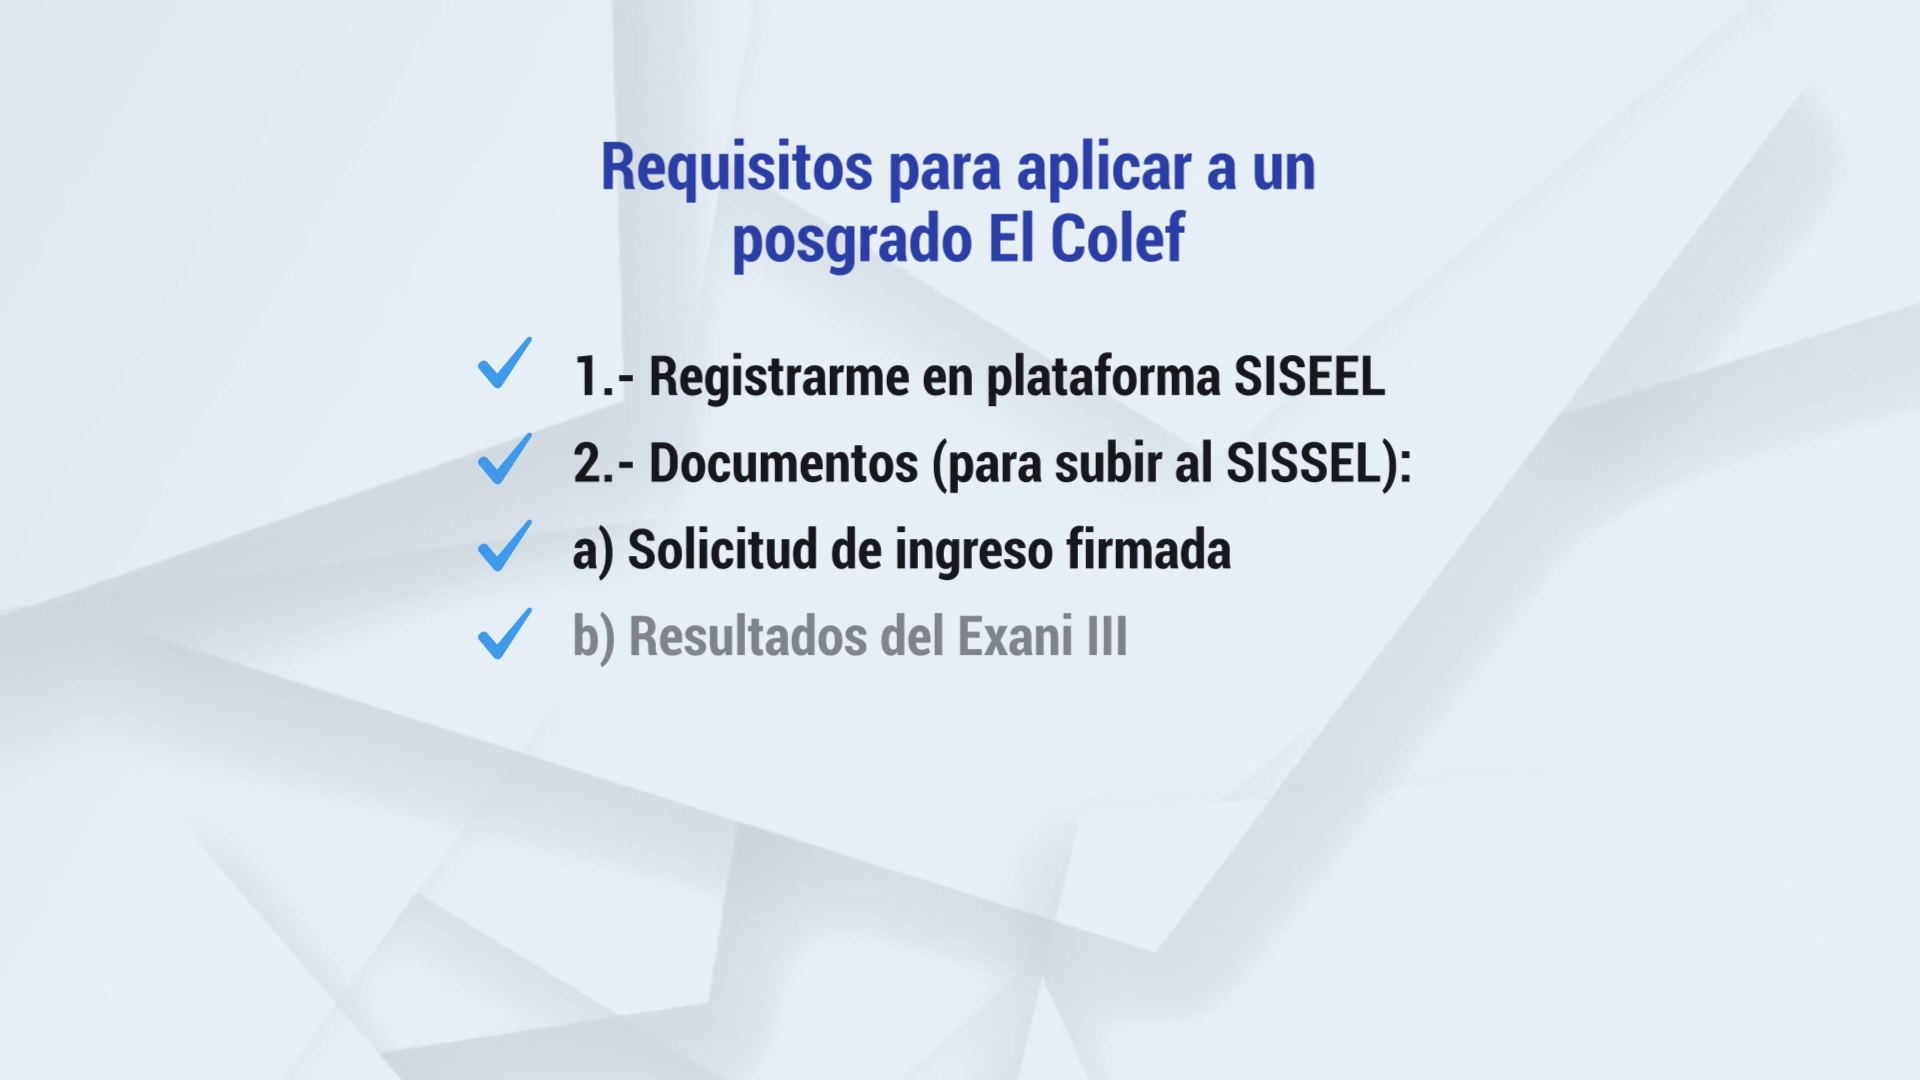 Requisitos para aplicar a un
posgrado El Colef
1.- Registrarme en plataforma SISEEL
2.- Documentos (para subir al SISSEL):
a) Solicitud de ingreso firmada
b) Resultados del Exani III